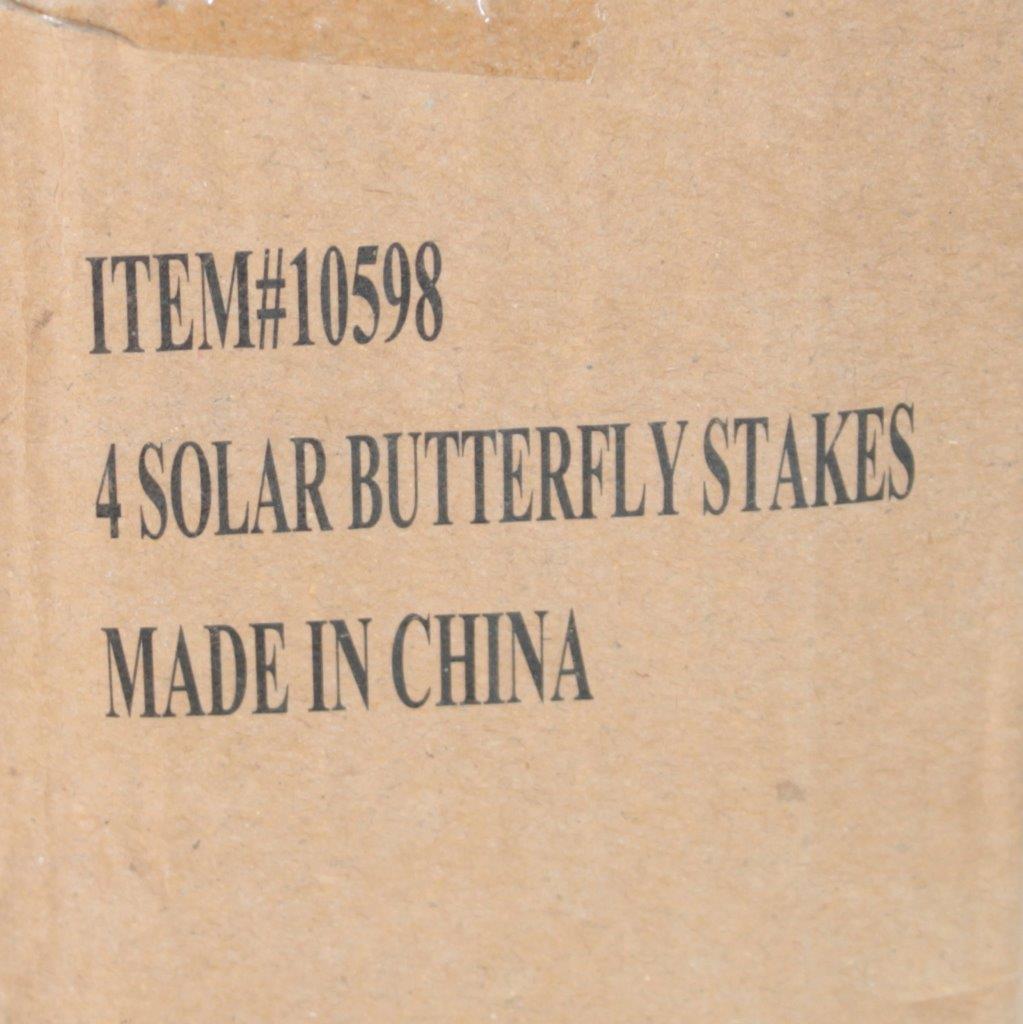 ITEM#10598
4 SOLAR BUTTERFLY STAKES
MADE IN CHINA